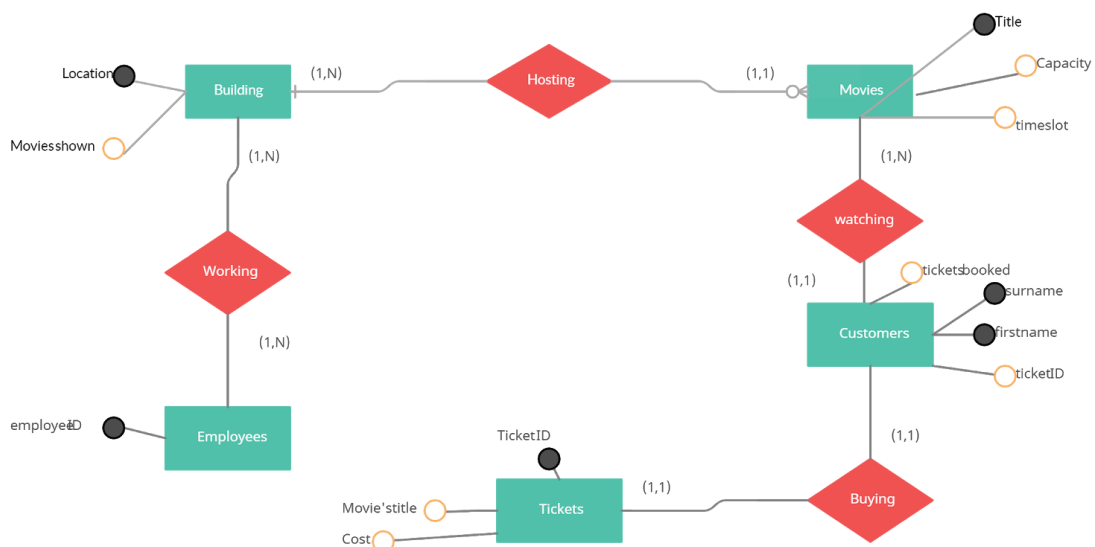 Title
Location
Building
(1,N)
Hosting
(1,1)
Movies
Capacity
timeslot
Moviesshown
(1,N)
(1,N)
watching
Working
(1,1)
ticketsbooked
surname
Customers
firstname
(1,N)
ticketID
employeeID
Employees
TicketID
(1,1)
(1,1)
Movie'stitle
Tickets
Buying
Cost